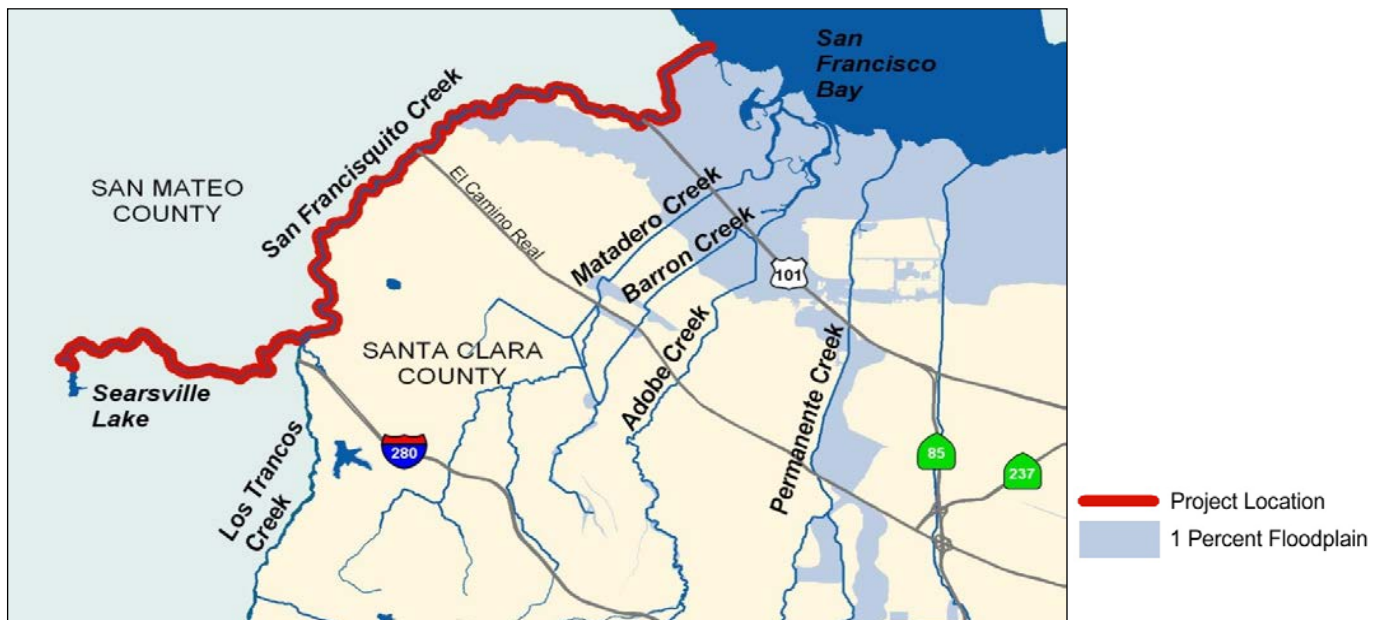 San
Francisco
Bay
San Francisquito Creek
SAN MATEO
COUNTY
El Camino Real
Matadero Creek
Barron Creek
101
SANTA CLARA
COUNTY
Adobe Creek
Permanente Creek
Searsville
Lake
Los Trancos
Creek
280
85
237
Project Location
1 Percent Floodplain